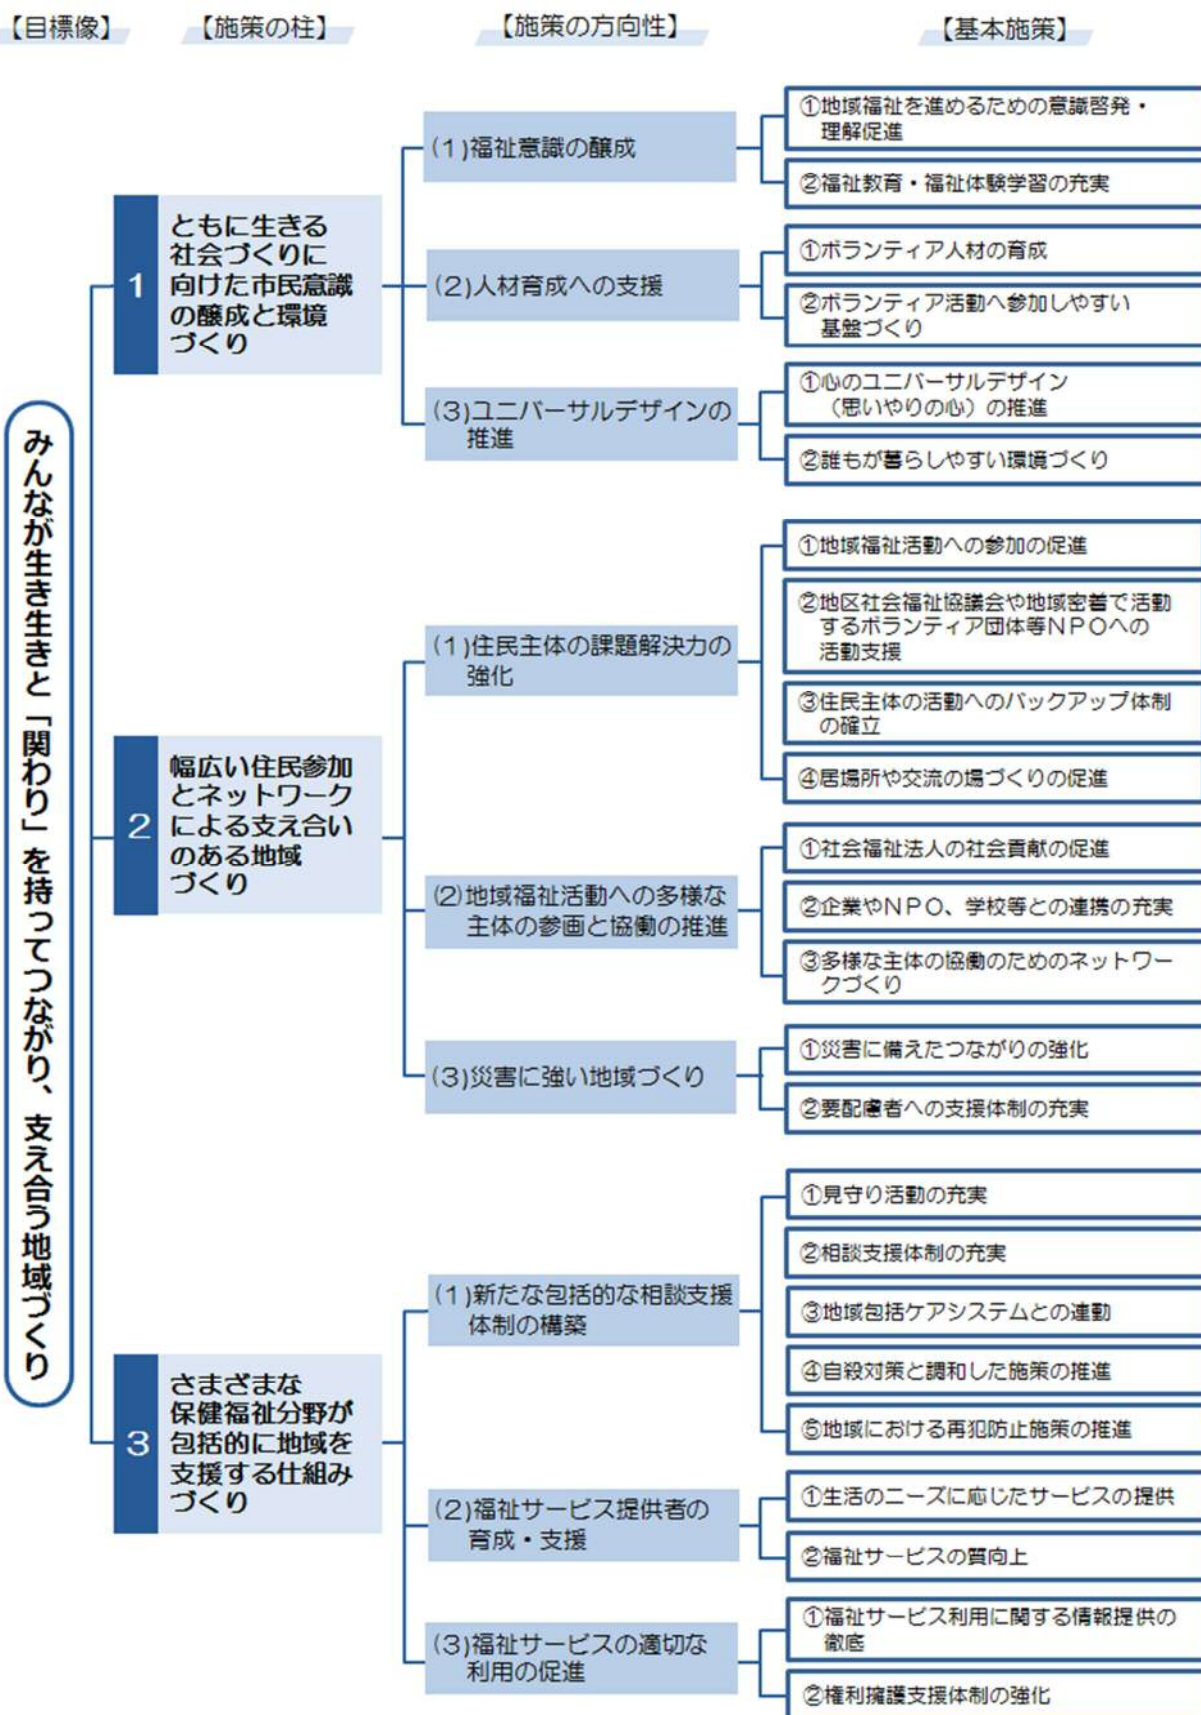 【目標像】
【施策の柱】
【施策の方向性】
【基本施策】
みんなが生き生きと「関わり」を持ってつながり、支え合う地域づくり
1
ともに生きる
社会づくりに
向けた市民意識
の醸成と環境
づくり
(1)福祉意識の醸成
①地域福祉を進めるための意識啓発・
理解促進
②福祉教育・福祉体験学習の充実
(2)人材育成への支援
①ボランティア人材の育成
②ボランティア活動へ参加しやすい
基盤づくり
(3)ユニバーサルデザインの
推進
①心のユニバーサルデザイン
（思いやりの心）の推進
②誰もが暮らしやすい環境づくり
2
幅広い住民参加
とネットワーク
による支え合い
のある地域
づくり
(1)住民主体の課題解決力の
強化
①地域福祉活動への参加の促進
②地区社会福祉協議会や地域密着で活動
するボランティア団体等ＮＰＯへの
活動支援
③住民主体の活動へのバックアップ体制
の確立
④居場所や交流の場づくりの促進
(2)地域福祉活動への多様な
主体の参画と協働の推進
①社会福祉法人の社会貢献の促進
②企業やＮＰＯ、学校等との連携の充実
③多様な主体の協働のためのネットワー
クづくり
(3)災害に強い地域づくり
①災害に備えたつながりの強化
②要配慮者への支援体制の充実
3
さまざまな
保健福祉分野が
包括的に地域を
支援する仕組み
づくり
(1)新たな包括的な相談支援
体制の構築
①見守り活動の充実
②相談支援体制の充実
③地域包括ケアシステムとの連動
④自殺対策と調和した施策の推進
⑤地域における再犯防止施策の推進
(2)福祉サービス提供者の
育成・支援
①生活のニーズに応じたサービスの提供
②福祉サービスの質向上
(3)福祉サービスの適切な
利用の促進
①福祉サービス利用に関する情報提供の
徹底
②権利擁護支援体制の強化